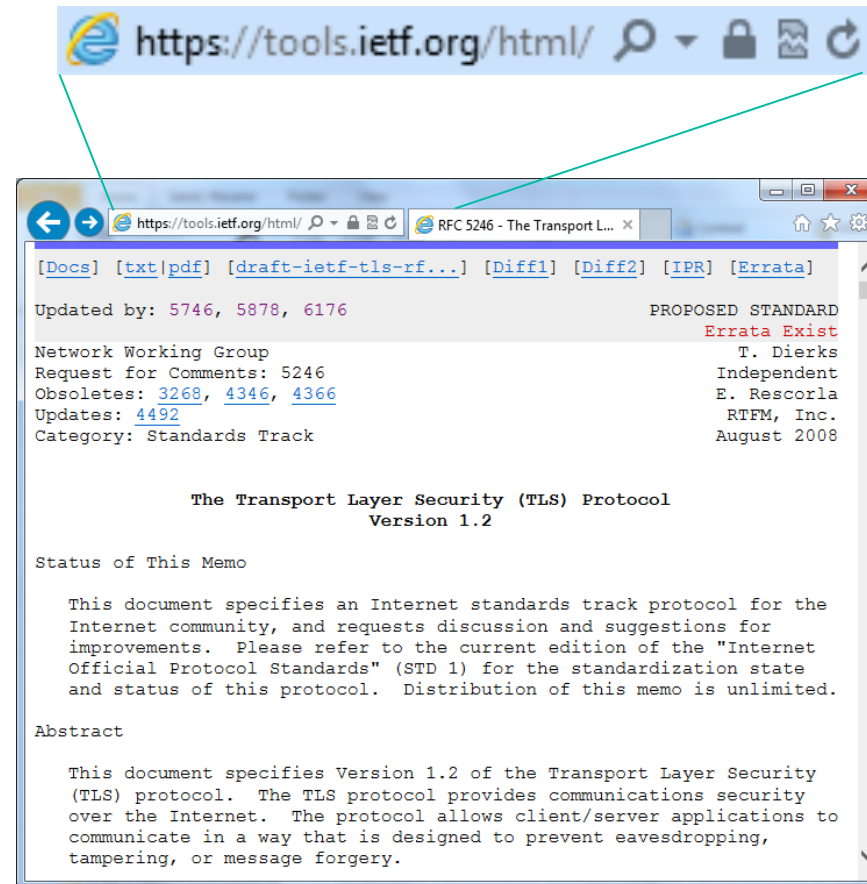 https://tools.ietf.org/html/
https://tools.ietf.org/html/
RFC 5246 - The Transport L...
[Docs] [txt|pdf] [draft-ietf-tls-rf...] [Diff1] [Diff2] [IPR] [Errata]
Updated by: 5746, 5878, 6176 PROPOSED STANDARD
Errata Exist
Network Working Group T. Dierks
Request for Comments: 5246 Independent
Obsoletes: 3268, 4346, 4366 E. Rescorla
Updates: 4492 RTFM, Inc.
Category: Standards Track August 2008
The Transport Layer Security (TLS) Protocol
Version 1.2
Status of This Memo
This document specifies an Internet standards track protocol for the
Internet community, and requests discussion and suggestions for
improvements. Please refer to the current edition of the "Internet
Official Protocol Standards" (STD 1) for the standardization state
and status of this protocol. Distribution of this memo is unlimited.
Abstract
This document specifies Version 1.2 of the Transport Layer Security
(TLS) protocol. The TLS protocol provides communications security
over the Internet. The protocol allows client/server applications to
communicate in a way that is designed to prevent eavesdropping,
tampering, or message forgery.